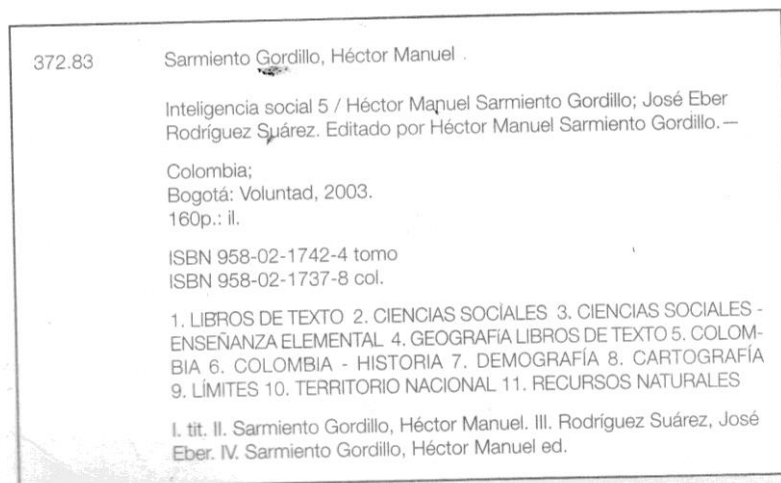 372.83 Sarmiento Gordillo, Héctor Manuel
Inteligencia social 5 / Héctor Manuel Sarmiento Gordillo; José Eber
Rodríguez Suárez. Editado por Héctor Manuel Sarmiento Gordillo.—
Colombia;
Bogotá: Voluntad, 2003.
160p.: il.
ISBN 958-02-1742-4 tomo
ISBN 958-02-1737-8 col.
1. LIBROS DE TEXTO 2. CIENCIAS SOCIALES 3. CIENCIAS SOCIALES -
ENSEÑANZA ELEMENTAL 4. GEOGRAFíA LIBROS DE TEXTO 5. COLOM-
BIA 6. COLOMBIA - HISTORIA 7. DEMOGRAFÍA 8. CARTOGRAFÍA
9. LÍMITES 10. TERRITORIO NACIONAL 11. RECURSOS NATURALES
I. tit. II. Sarmiento Gordillo, Héctor Manuel. III. Rodríguez Suárez, José
Eber. IV. Sarmiento Gordillo, Héctor Manuel ed.